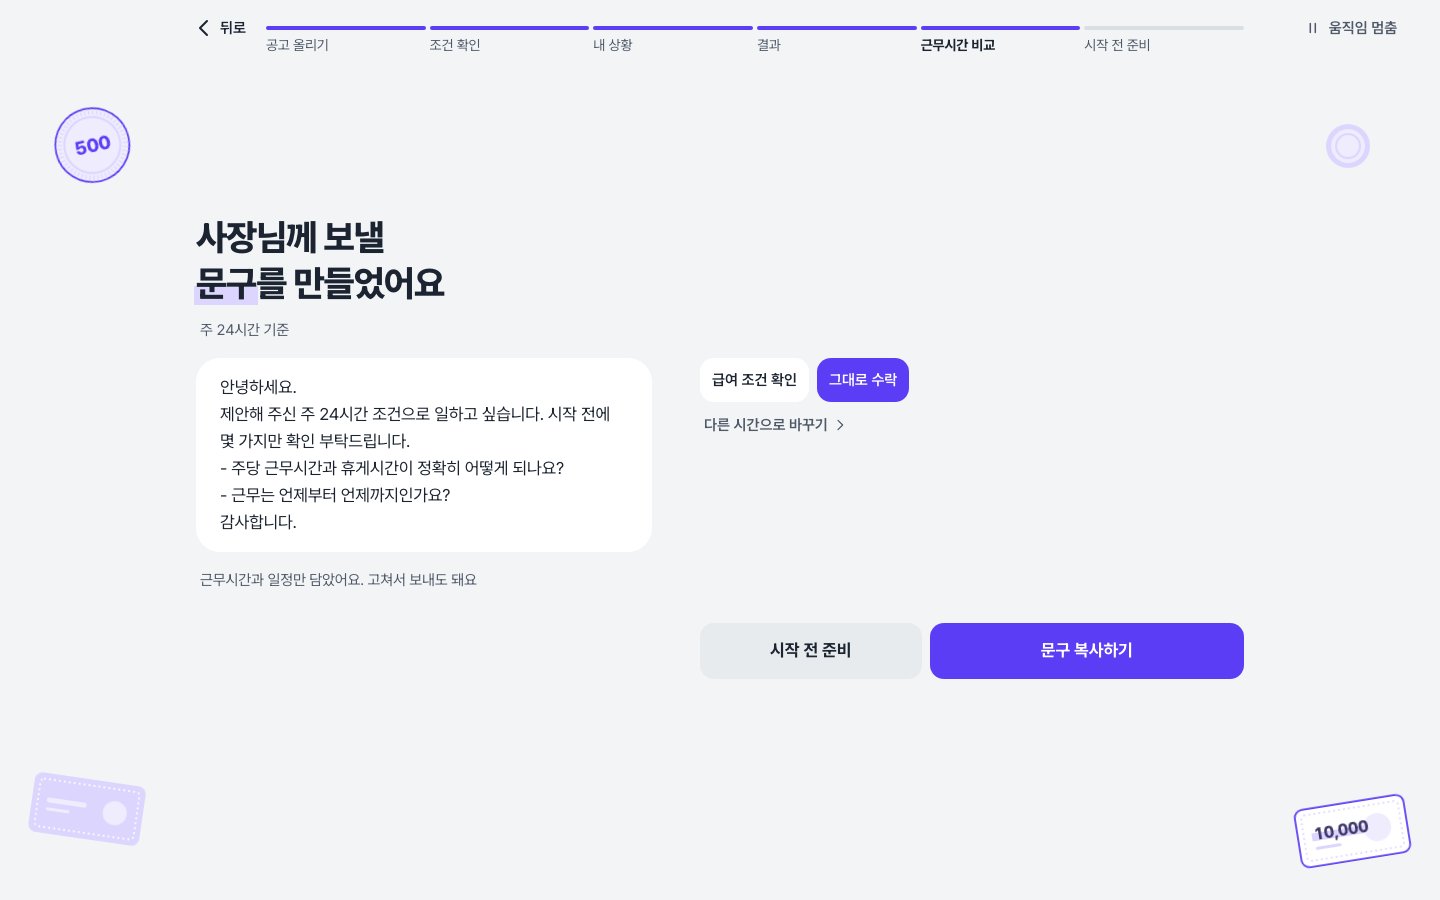 뒤로
공고 올리기
조건 확인
내 상황
결과
근무시간 비교
시작 전 준비
움직임 멈춤
500
사장님께 보낼
문구를 만들었어요
주 24시간 기준
안녕하세요.
제안해 주신 주 24시간 조건으로 일하고 싶습니다. 시작 전에
몇 가지만 확인 부탁드립니다.
- 주당 근무시간과 휴게시간이 정확히 어떻게 되나요?
- 근무는 언제부터 언제까지인가요?
감사합니다.
근무시간과 일정만 담았어요. 고쳐서 보내도 돼요
급여 조건 확인
그대로 수락
다른 시간으로 바꾸기
시작 전 준비
문구 복사하기
10,000